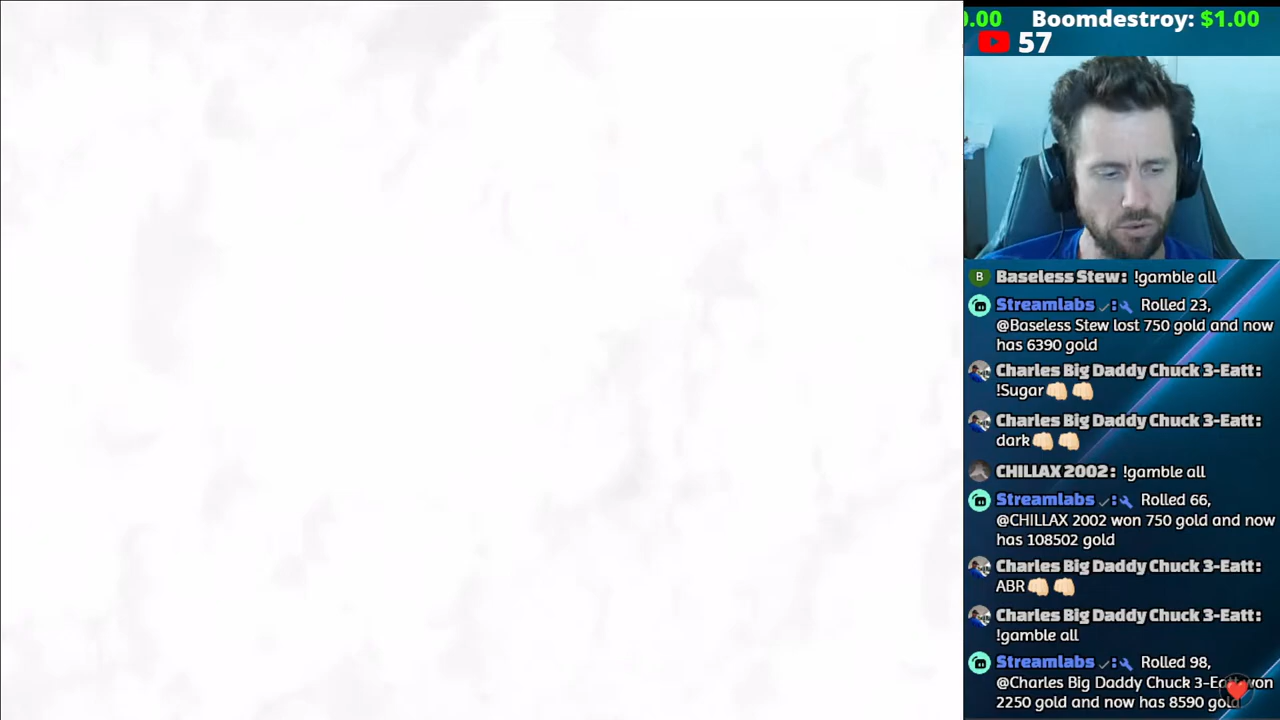 0.00 Boomdestroy: $1.00
57
B Baseless Stew: !gamble all
Streamlabs : Rolled 23,
@Baseless Stew lost 750 gold and now
has 6390 gold
Charles Big Daddy Chuck 3-Eatt:
!Sugar👊🏻 👊🏻
Charles Big Daddy Chuck 3-Eatt:
dark👊🏻 👊🏻
CHILLAX 2002: !gamble all
Streamlabs : Rolled 66,
@CHILLAX 2002 won 750 gold and now
has 108502 gold
Charles Big Daddy Chuck 3-Eatt:
ABR👊🏻 👊🏻
Charles Big Daddy Chuck 3-Eatt:
!gamble all
Streamlabs : Rolled 98,
@Charles Big Daddy Chuck 3-Eatt won
2250 gold and now has 8590 gold